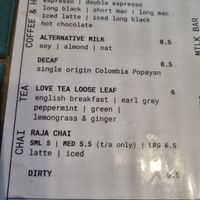 COFFEE & H
espresso | double espresso
long black | short mac | long mac
iced latte | iced long black
hot chocolate
ALTERNATIVE MILK 0.5
soy | almond | oat
DECAF 0.5
single origin Colombia Popayan
TEA
LOVE TEA LOOSE LEAF 6
english breakfast | earl grey
peppermint | green |
lemongrass & ginger
CHAI
RAJA CHAI
SML 5 | MED 5.5 (t/a only) | LRG 6.5
latte | iced
DIRTY 0.5
MILK BAR